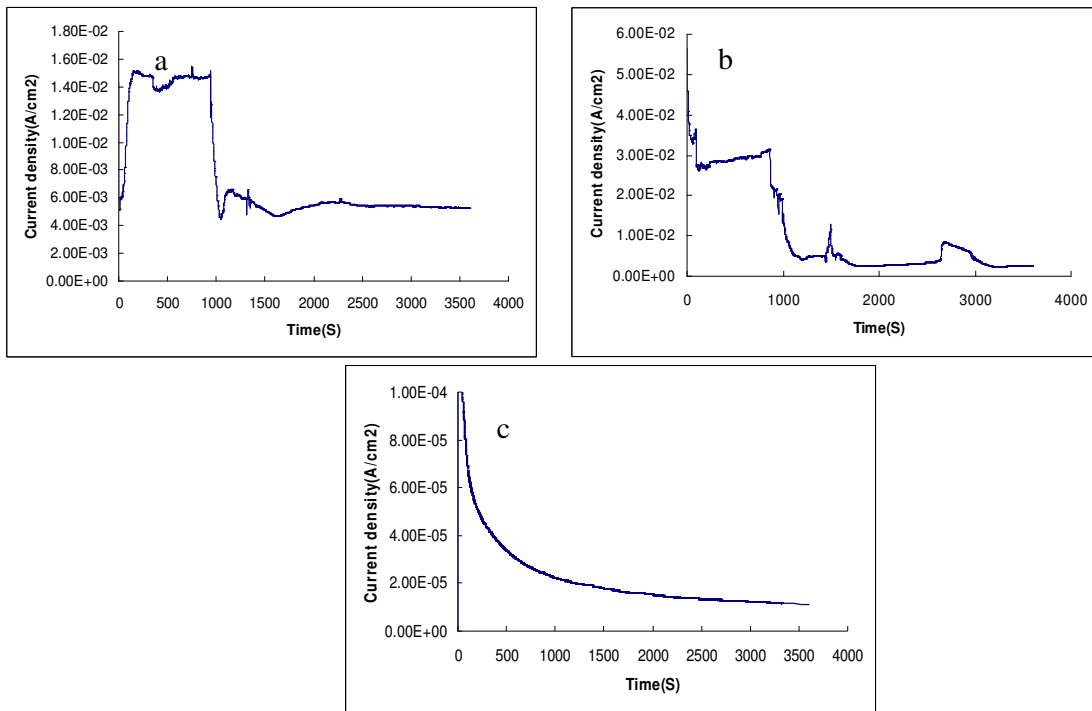 a
Current density(A/cm2)
1.80E-02
1.60E-02
1.40E-02
1.20E-02
1.00E-02
8.00E-03
6.00E-03
4.00E-03
2.00E-03
0.00E+00
0 500 1000 1500 2000 2500 3000 3500 4000
Time(S)
b
Current density( A/cm2)
6.00E-02
5.00E-02
4.00E-02
3.00E-02
2.00E-02
1.00E-02
0.00E+00
0 1000 2000 3000 4000
Time(S)
c
Current density(A/cm2)
1.00E-04
8.00E-05
6.00E-05
4.00E-05
2.00E-05
0.00E+00
0 500 1000 1500 2000 2500 3000 3500 4000
Time(S)